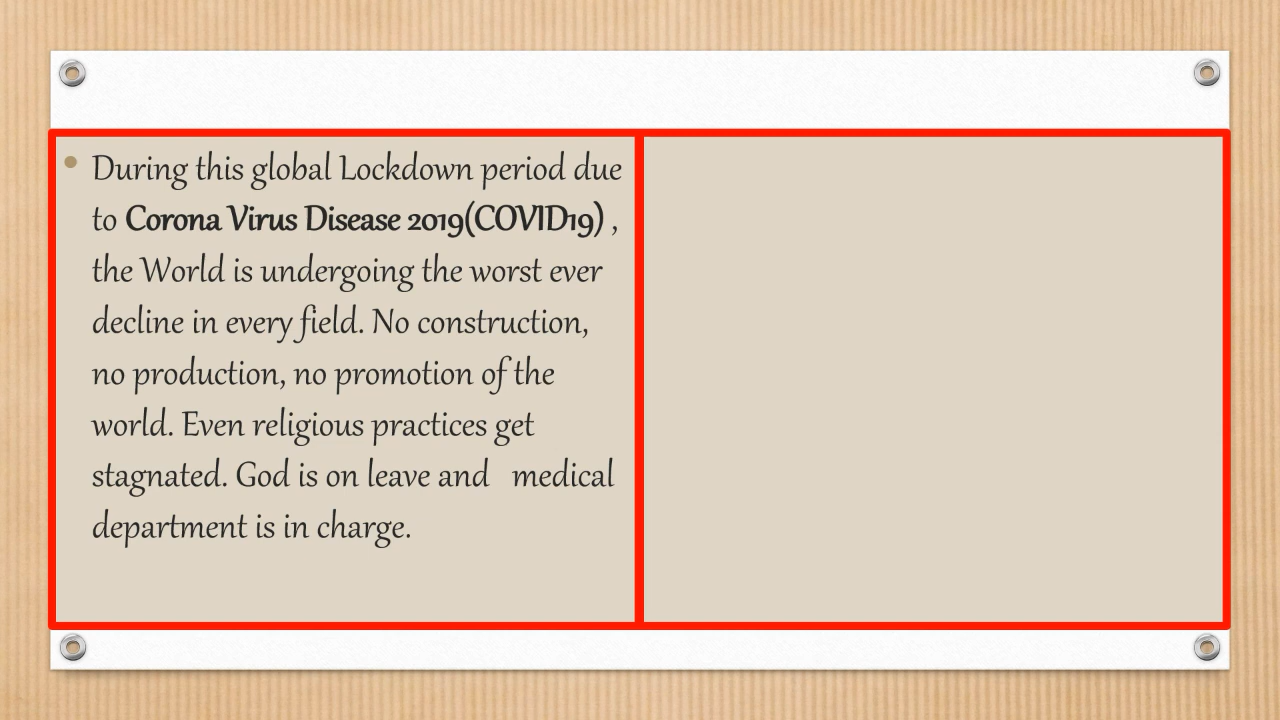 • During this global Lockdown period due
to Corona Virus Disease 2019(COVID19) ,
the World is undergoing the worst ever
decline in every field. No construction,
no production, no promotion of the
world. Even religious practices get
stagnated. God is on leave and   medical
department is in charge.